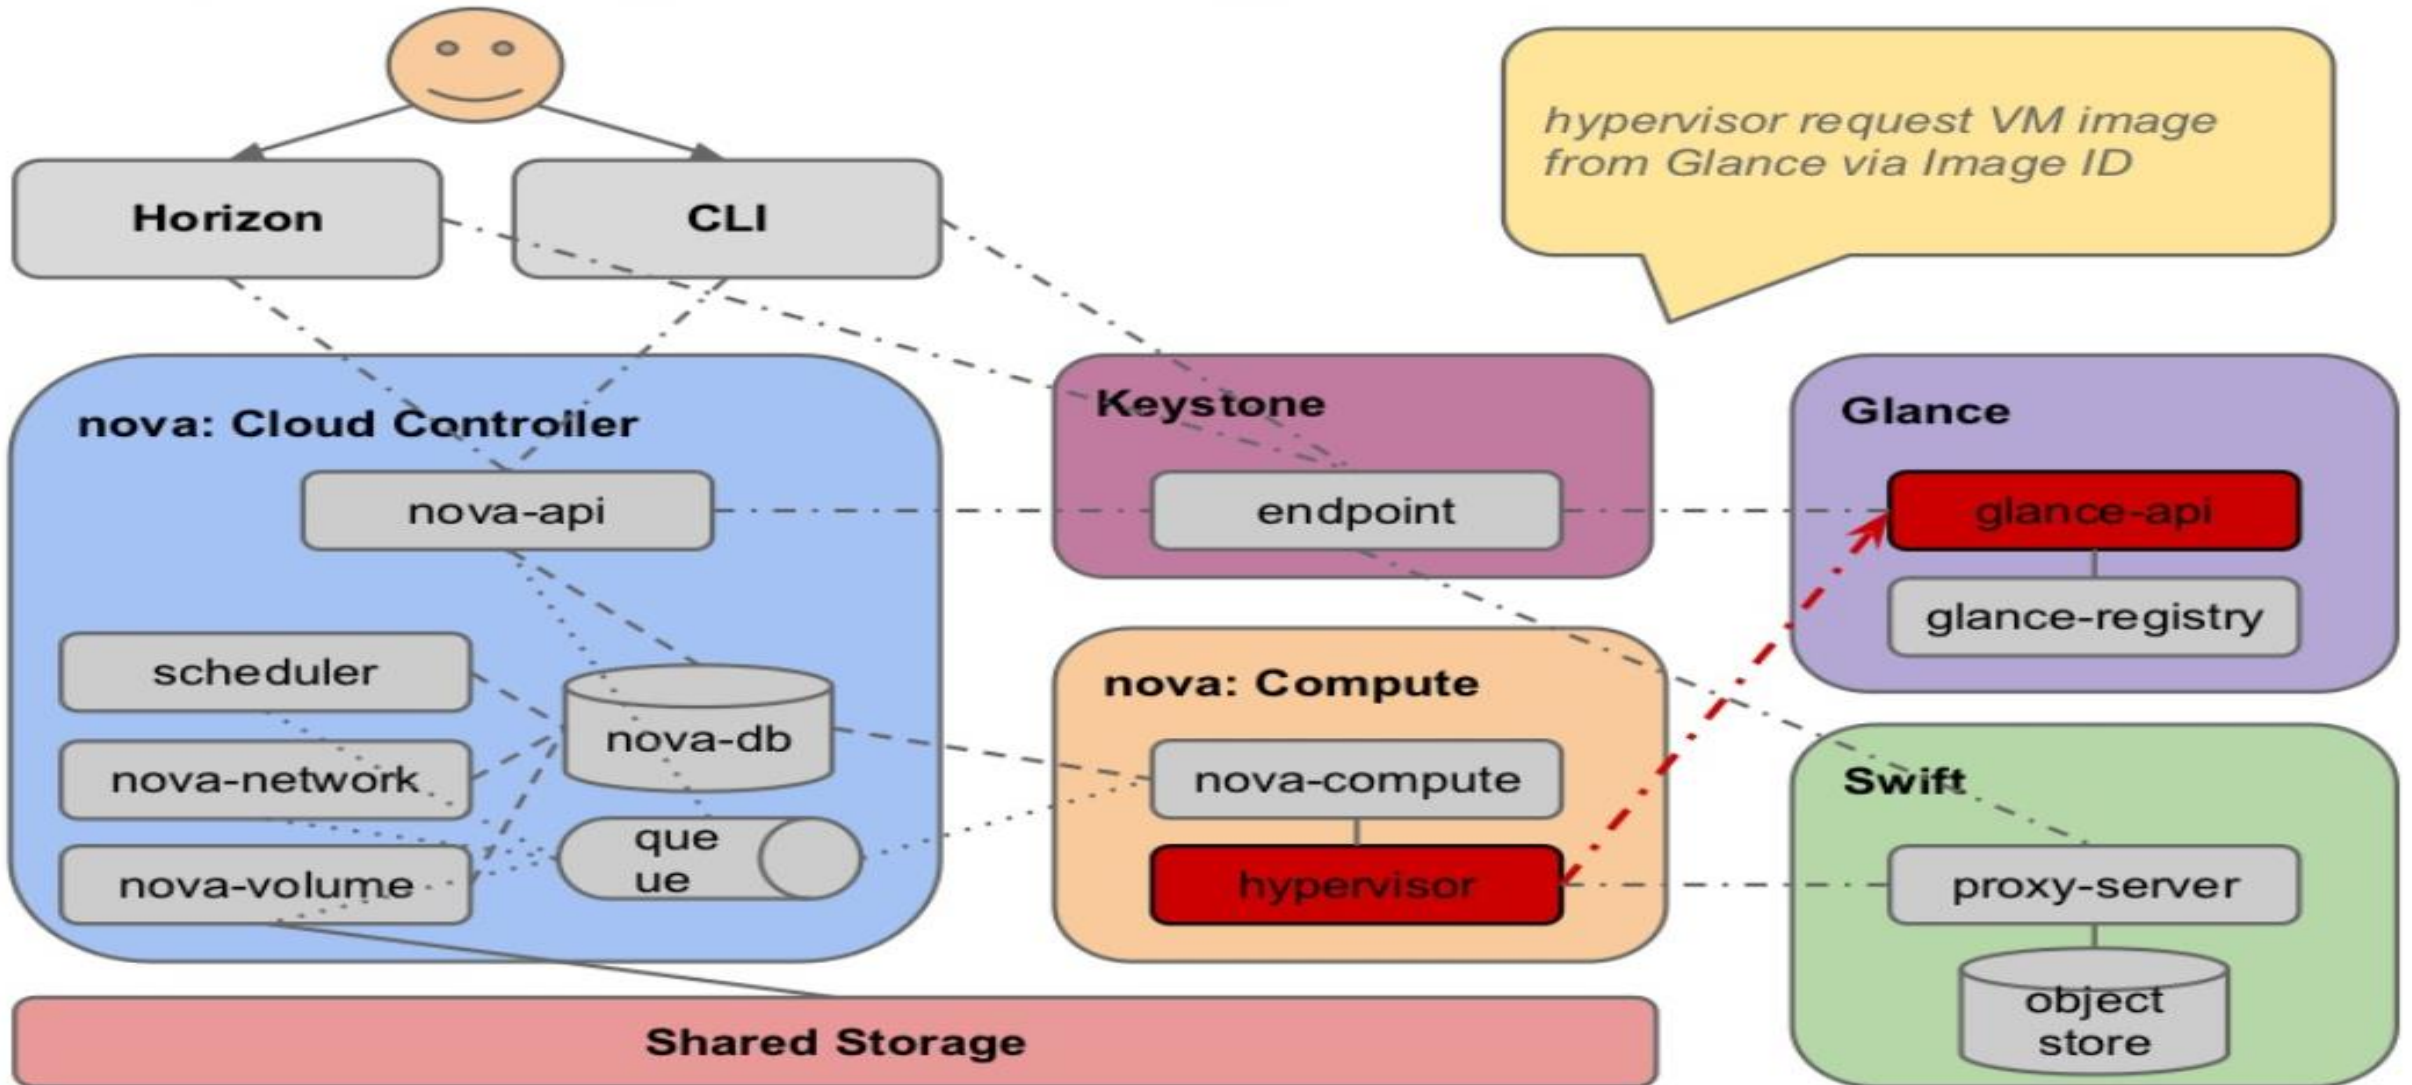 hypervisor request VM image
from Glance via Image ID
Horizon
CLI
nova: Cloud Controller
nova-api
scheduler
nova-network
nova-volume
nova-db
que
ue
Keystone
endpoint
nova: Compute
nova-compute
hypervisor
Glance
glance-api
glance-registry
Swift
proxy-server
object
store
Shared Storage